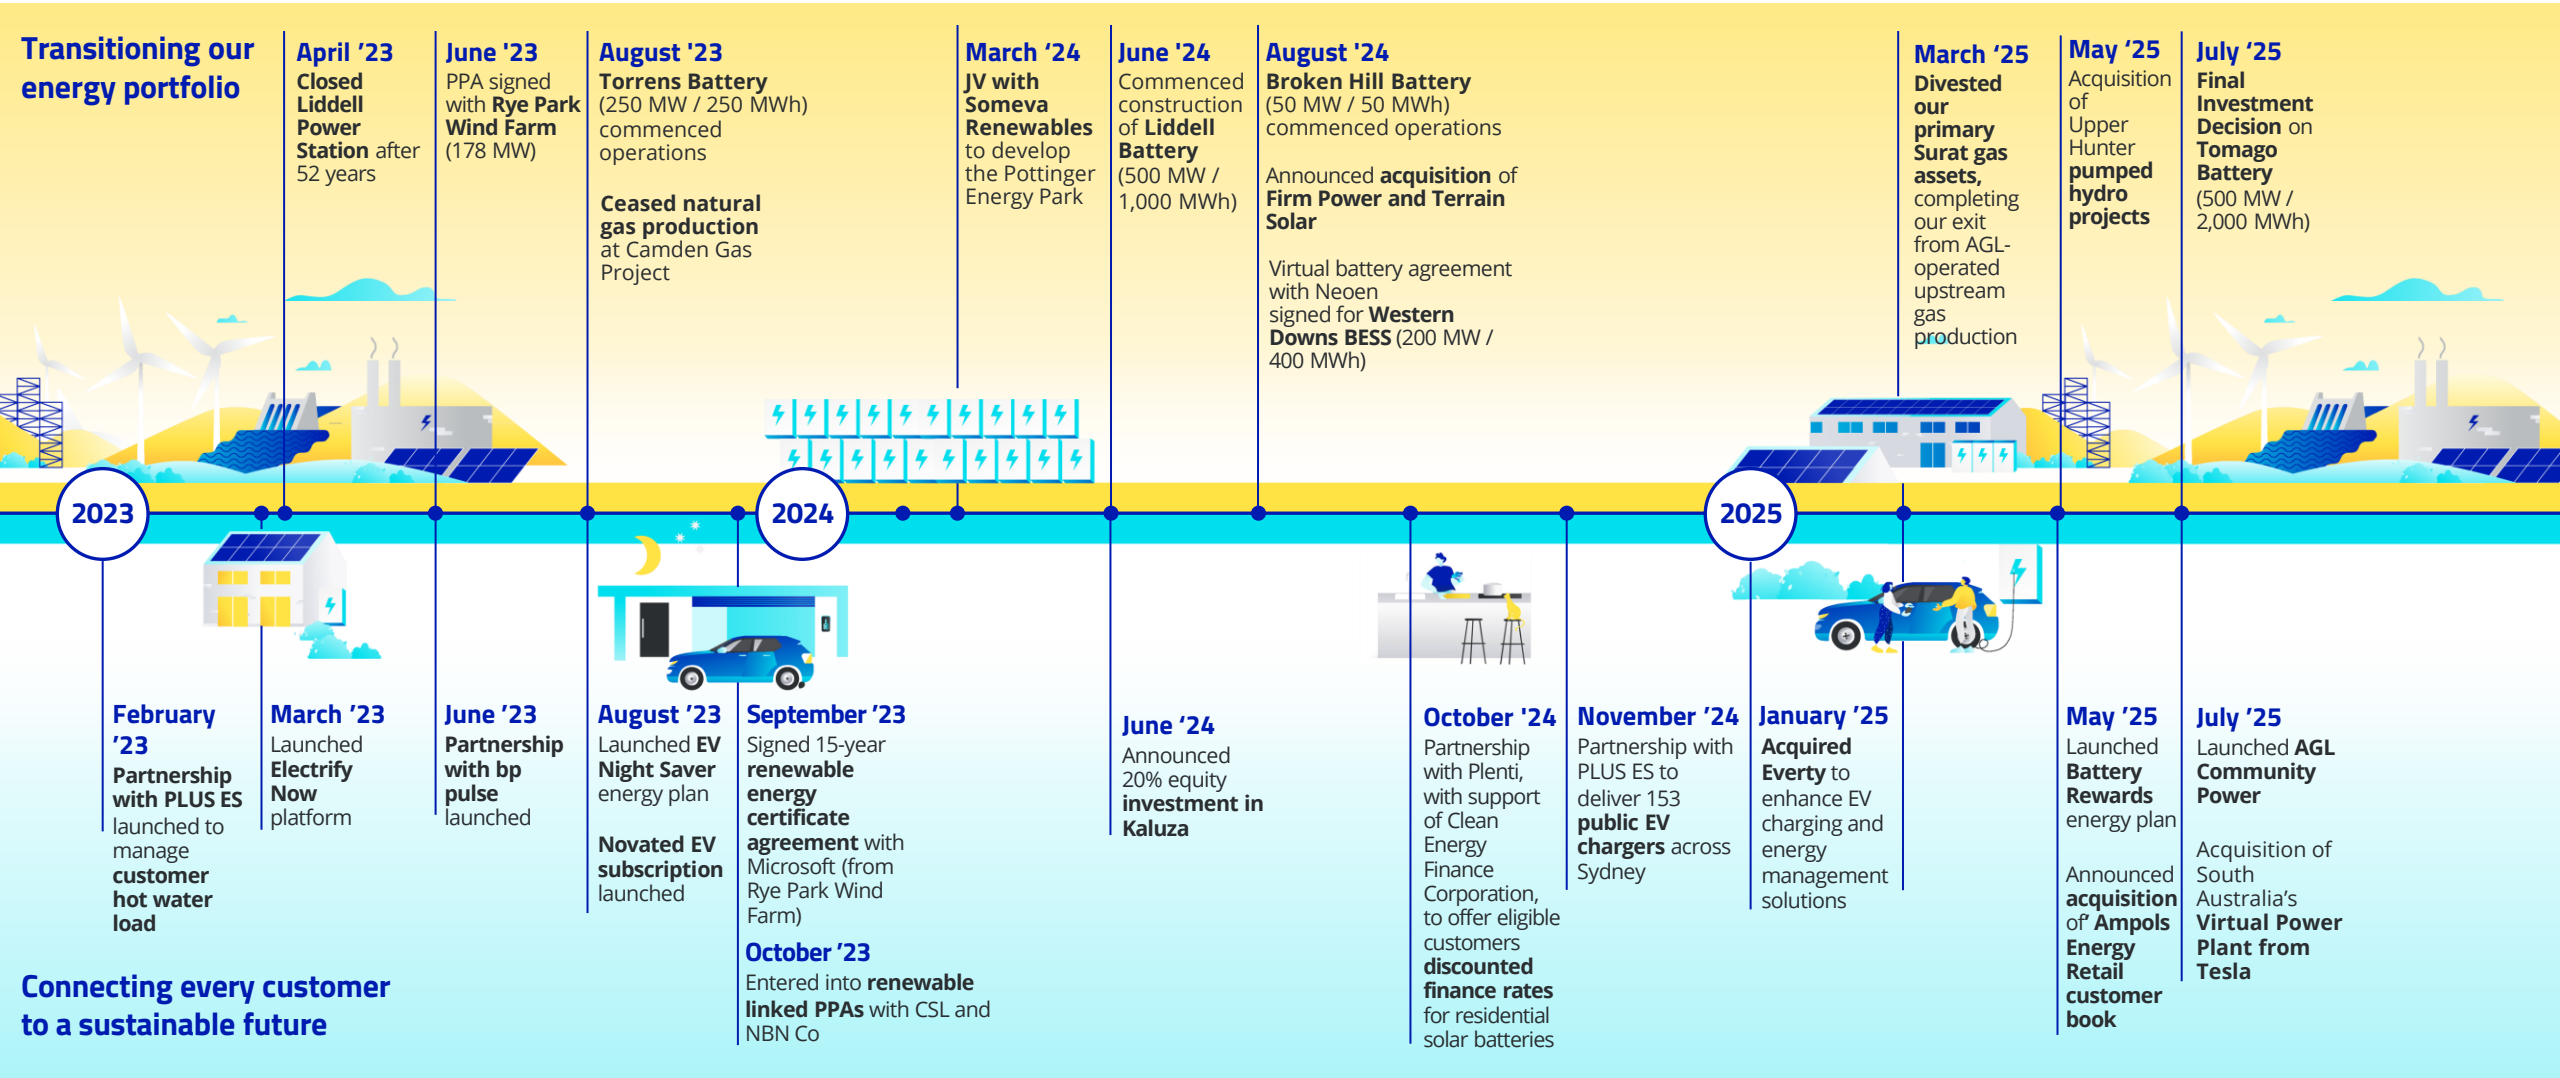 Transitioning our
energy portfolio
April ’23
Closed
Liddell
Power
Station after
52 years
June '23
PPA signed
with Rye Park
Wind Farm
(178 MW)
August '23
Torrens Battery
(250 MW / 250 MWh)
commenced
operations
Ceased natural
gas production
at Camden Gas
Project
March ‘24
JV with
Someva
Renewables
to develop
the Pottinger
Energy Park
June '24
Commenced
construction
of Liddell
Battery
(500 MW /
1,000 MWh)
August '24
Broken Hill Battery
(50 MW / 50 MWh)
commenced operations
Announced acquisition of
Firm Power and Terrain
Solar
Virtual battery agreement
with Neoen
signed for Western
Downs BESS (200 MW /
400 MWh)
March ‘25
Divested
our
primary
Surat gas
assets,
completing
our exit
from AGL-
operated
upstream
gas
production
May ‘25
Acquisition
of
Upper
Hunter
pumped
hydro
projects
July ‘25
Final
Investment
Decision on
Tomago
Battery
(500 MW /
2,000 MWh)
2023
2024
2025
February
’23
Partnership
with PLUS ES
launched to
manage
customer
hot water
load
March ’23
Launched
Electrify
Now
platform
June ’23
Partnership
with bp
pulse
launched
August ’23
Launched EV
Night Saver
energy plan
Novated EV
subscription
launched
September ’23
Signed 15-year
renewable
energy
certificate
agreement with
Microsoft (from
Rye Park Wind
Farm)
October ’23
Entered into renewable
linked PPAs with CSL and
NBN Co
June ‘24
Announced
20% equity
investment in
Kaluza
October '24
Partnership
with Plenti,
with support
of Clean
Energy
Finance
Corporation,
to offer eligible
customers
discounted
finance rates
for residential
solar batteries
November ’24
Partnership with
PLUS ES to
deliver 153
public EV
chargers across
Sydney
January ’25
Acquired
Everty to
enhance EV
charging and
energy
management
solutions
May ’25
Launched
Battery
Rewards
energy plan
Announced
acquisition
of’ Ampols
Energy
Retail
customer
book
July ’25
Launched AGL
Community
Power
Acquisition of
South
Australia’s
Virtual Power
Plant from
Tesla
Connecting every customer
to a sustainable future